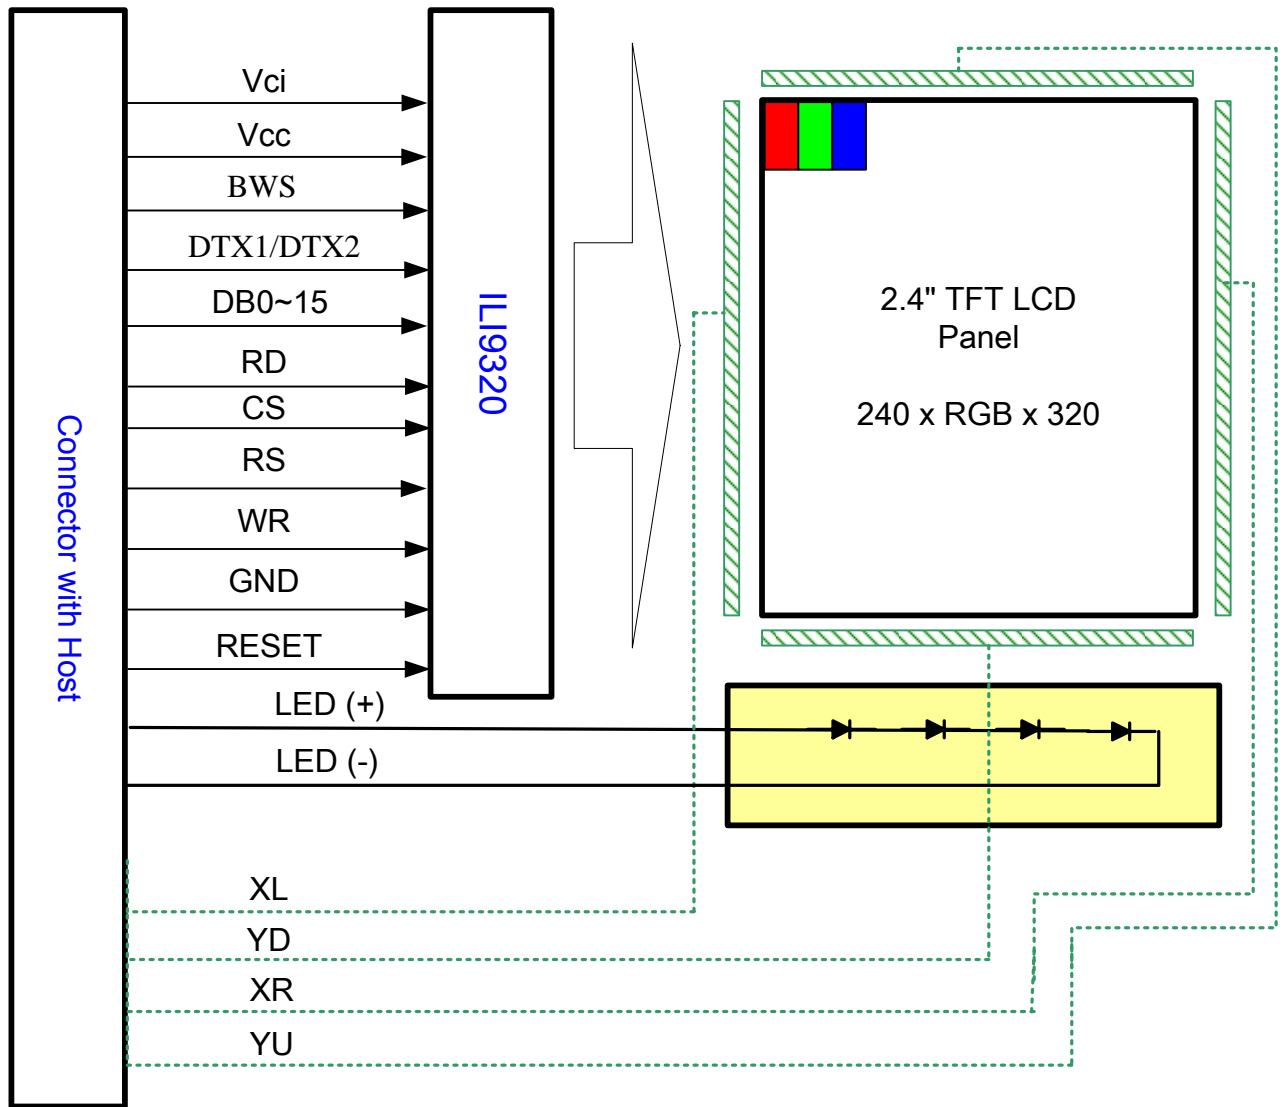 Connector with Host
Vci
Vcc
BWS
DTX1/DTX2
DB0~15
RD
CS
RS
WR
GND
RESET
LED (+)
LED (-)
XL
YD
XR
YU
ILI9320
2.4" TFT LCD
Panel
240 x RGB x 320